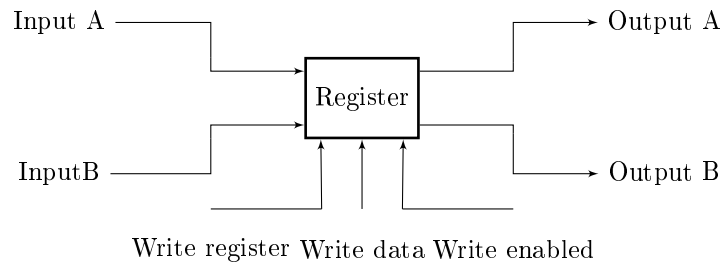 Input A
Output A
Register
InputB
Output B
Write register Write data Write enabled